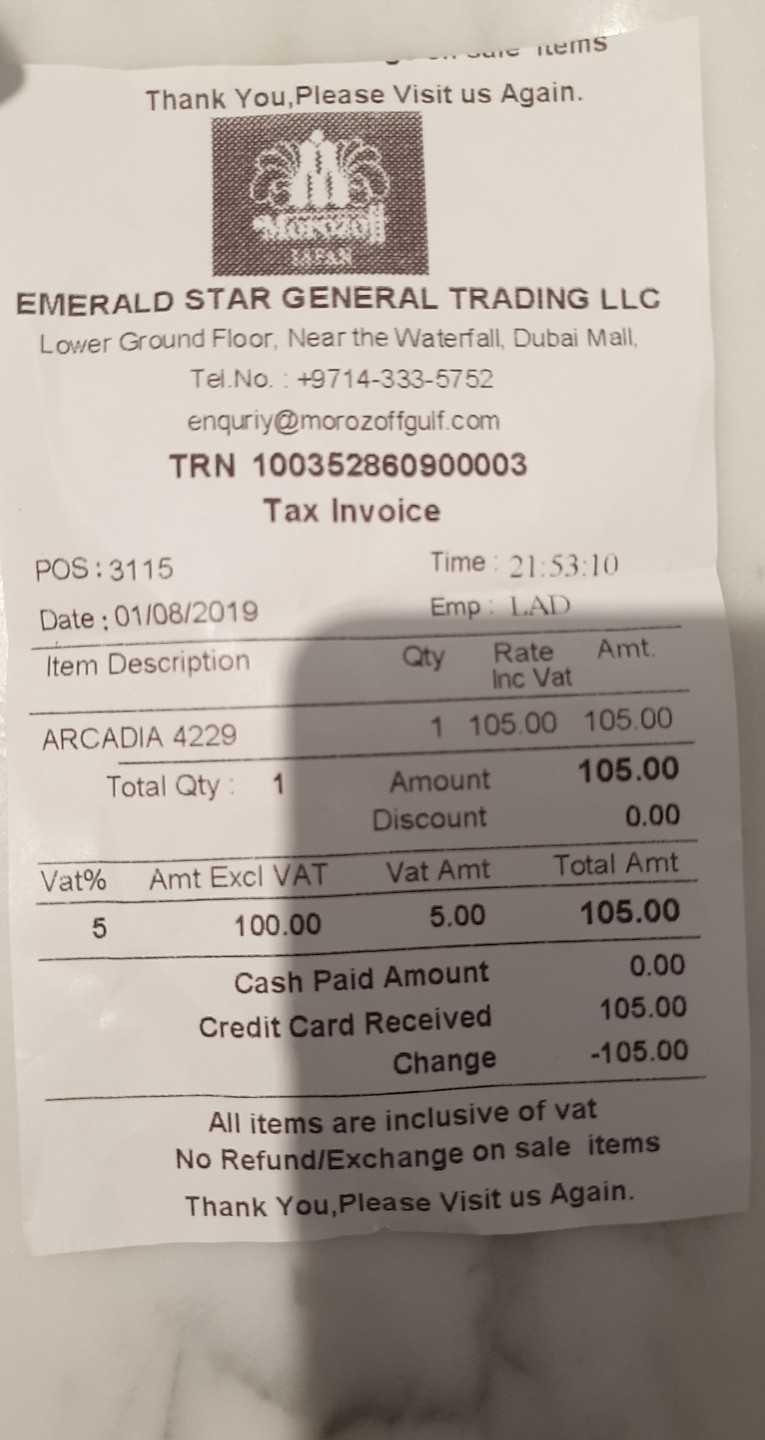 sale items
Thank You,Please Visit us Again.
Morozoff
JAPAN
EMERALD STAR GENERAL TRADING LLC
Lower Ground Floor, Near the Waterfall, Dubai Mall,
Tel.No. : +9714-333-5752
enquriy@morozoffgulf.com
TRN 100352860900003
Tax Invoice
POS : 3115 Time : 21:53:10
Date : 01/08/2019 Emp : LAD
Item Description Qty Rate Inc Vat Amt.
ARCADIA 4229 1 105.00 105.00
Total Qty : 1 Amount 105.00
Discount 0.00
Vat% Amt Excl VAT Vat Amt Total Amt
5 100.00 5.00 105.00
Cash Paid Amount 0.00
Credit Card Received 105.00
Change -105.00
All items are inclusive of vat
No Refund/Exchange on sale items
Thank You,Please Visit us Again.